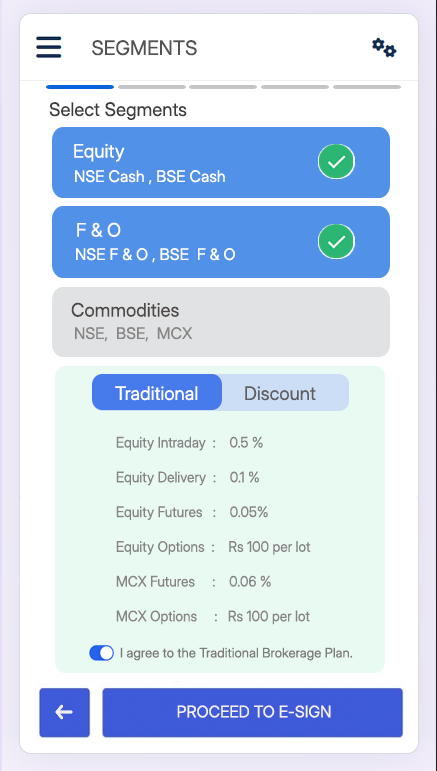 SEGMENTS
Select Segments
Equity
NSE Cash , BSE Cash
F & O
NSE F & O , BSE F & O
Commodities
NSE, BSE, MCX
Traditional Discount
Equity Intraday : 0.5 %
Equity Delivery : 0.1 %
Equity Futures : 0.05%
Equity Options : Rs 100 per lot
MCX Futures : 0.06 %
MCX Options : Rs 100 per lot
I agree to the Traditional Brokerage Plan.
PROCEED TO E-SIGN